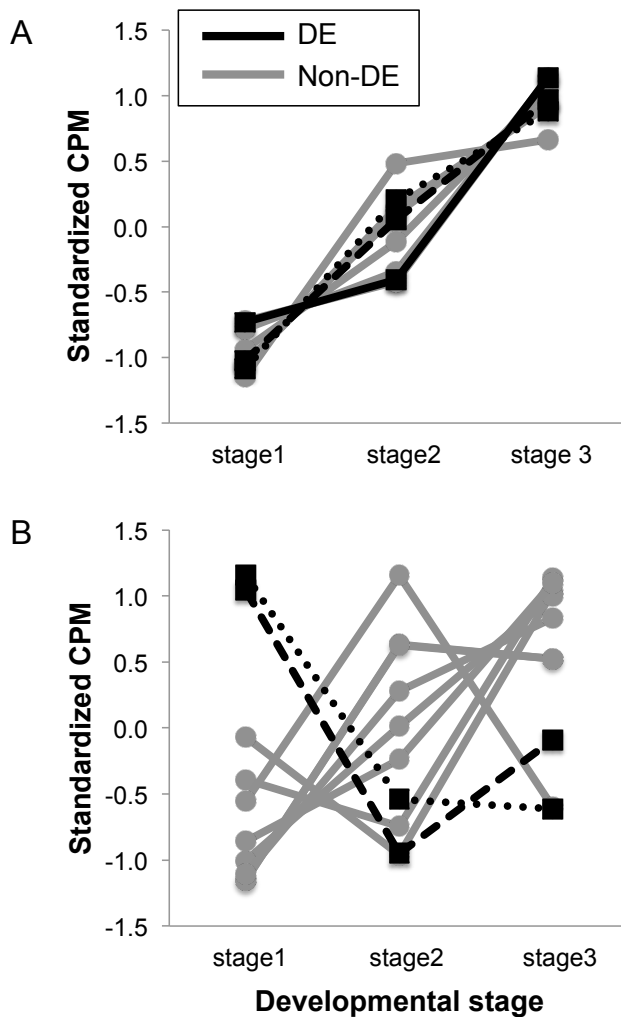 A
DE
Non-DE
Standardized CPM
1.5
1.0
0.5
0.0
-0.5
-1.0
-1.5
stage1 stage2 stage 3
B
Standardized CPM
1.5
1.0
0.5
0.0
-0.5
-1.0
-1.5
stage1 stage2 stage3
Developmental stage